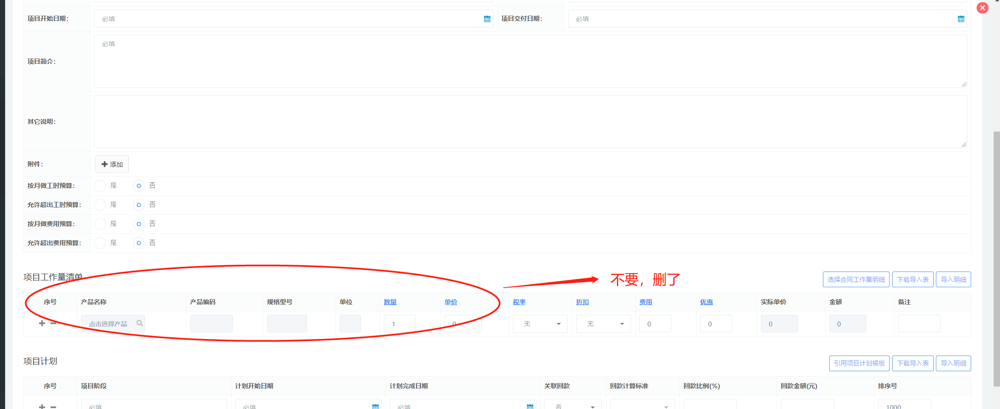 项目开始日期： 必填 项目交付日期： 必填
必填
项目简介：
其它说明：
附件： 添加
按月做工时预算： 是 否
允许超出工时预算： 是 否
按月做费用预算： 是 否
允许超出费用预算： 是 否
项目工作量清单 不要，删了 选择合同工作量明细 下载导入表 导入明细
序号 产品名称 产品编码 规格型号 单位 数量 单价 税率 折扣 费用 优惠 实际单价 金额 备注
点击选择产品 1 0 无 无 0 0 0 0
项目计划 引用项目计划模板 下载导入表 导入明细
序号 项目阶段 计划开始日期 计划完成日期 关联回款 回款计算标准 回款比例(%) 回款金额(元) 排序号
必填 必填 必填 否 1000